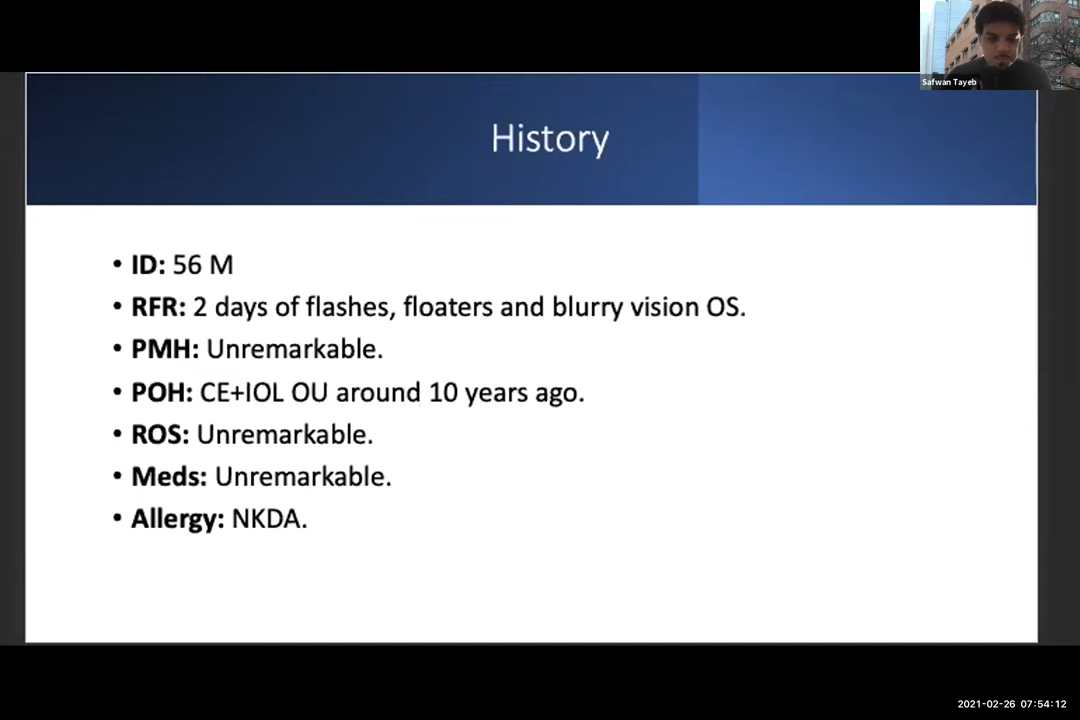 Safwan Tayeb
History
• ID: 56 M
• RFR: 2 days of flashes, floaters and blurry vision OS.
• PMH: Unremarkable.
• POH: CE+IOL OU around 10 years ago.
• ROS: Unremarkable.
• Meds: Unremarkable.
• Allergy: NKDA.
2021-02-26 07:54:12